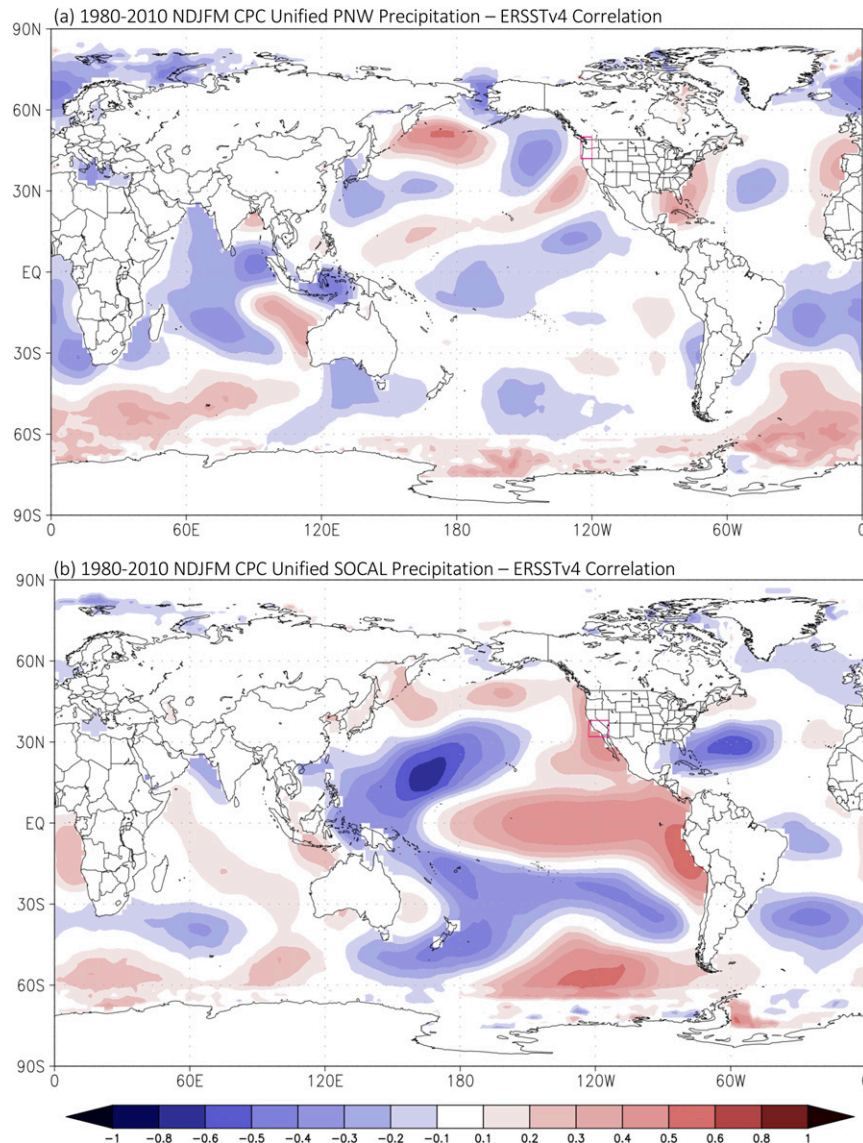 (a) 1980-2010 NDJFM CPC Unified PNW Precipitation – ERSSTv4 Correlation
90N
60N
30N
EQ
30S
60S
90S
0 60E 120E 180 120W 60W 0
(b) 1980-2010 NDJFM CPC Unified SOCAL Precipitation – ERSSTv4 Correlation
90N
60N
30N
EQ
30S
60S
90S
0 60E 120E 180 120W 60W 0
-1 -0.8 -0.6 -0.5 -0.4 -0.3 -0.2 -0.1 0.1 0.2 0.3 0.4 0.5 0.6 0.8 1